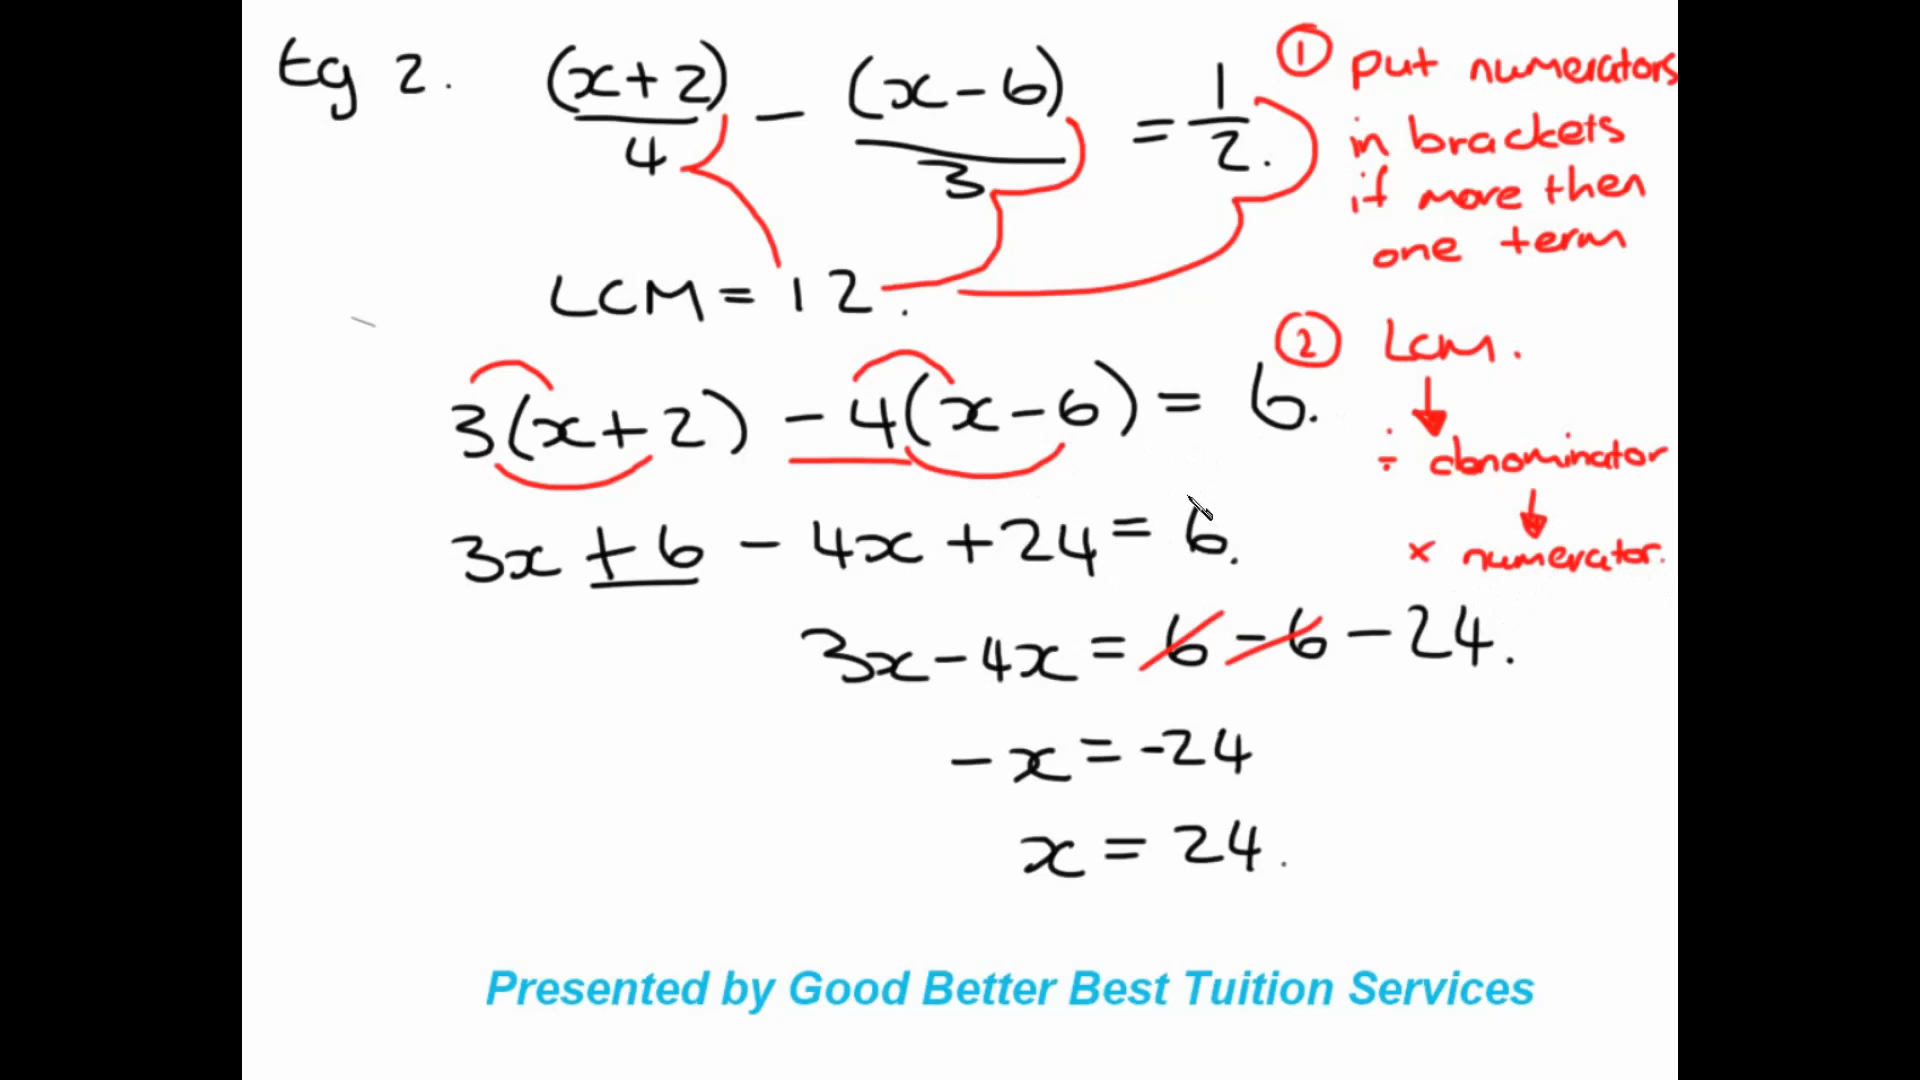 Eg 2. (x+2)/4 - (x-6)/3 = 1/2.
① put numerators
in brackets
if more then
one term
LCM = 12.
② LCM.
3(x+2) - 4(x-6) = 6.
÷ denominator
3x + 6 - 4x + 24 = 6.
× numerator.
3x - 4x = 6 - 6 - 24.
-x = -24
x = 24.
Presented by Good Better Best Tuition Services